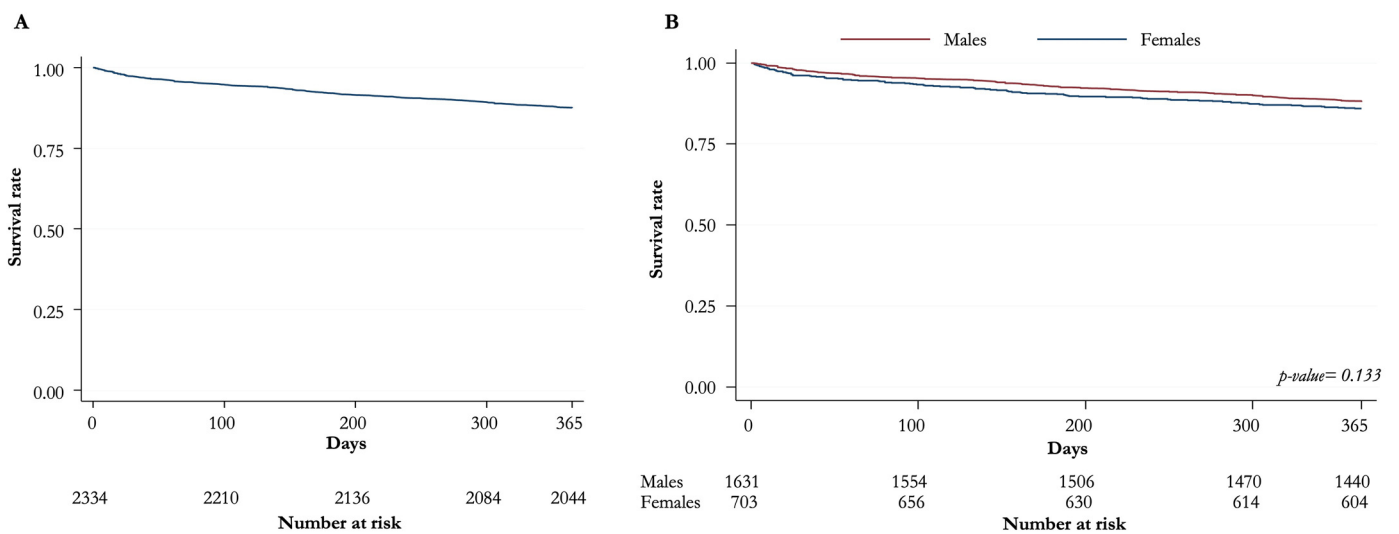 A
Survival rate
1.00
0.75
0.50
0.25
0.00
0 100 200 300 365
Days
2334 2210 2136 2084 2044
Number at risk
B
Males Females
Survival rate
1.00
0.75
0.50
0.25
0.00
p-value= 0.133
0 100 200 300 365
Days
Males 1631 1554 1506 1470 1440
Females 703 656 630 614 604
Number at risk